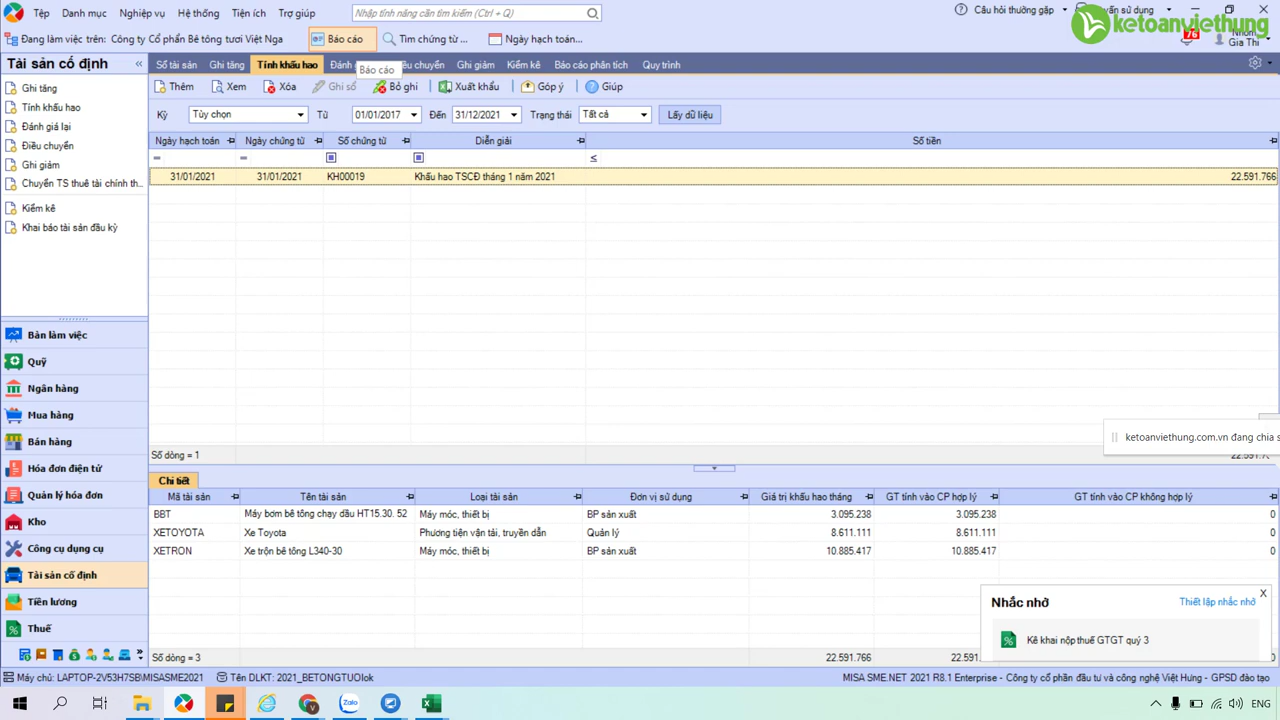 Tệp Danh mục Nghiệp vụ Hệ thống Tiện ích Trợ giúp Nhập tính năng cần tìm kiếm (Ctrl + Q) Câu hỏi thường gặp
ketoanviethung
Đang làm việc trên: Công ty Cổ phần Bê tông tươi Việt Nga Báo cáo Tìm chứng từ ... Ngày hạch toán... 76 Nhóm
Gia Thi
Tài sản cố định « Sổ tài sản Ghi tăng Tính khấu hao Đánh Điều chuyển Ghi giảm Kiểm kê Báo cáo phân tích Quy trình
Báo cáo
Thêm Xem Xóa Ghi sổ Bỏ ghi Xuất khẩu Góp ý Giúp
Ghi tăng
Tính khấu hao
Đánh giá lại
Điều chuyển
Ghi giảm
Chuyển TS thuê tài chính th..
Kiểm kê
Khai báo tài sản đầu kỳ
Kỳ Tùy chọn Từ 01/01/2017 Đến 31/12/2021 Trạng thái Tất cả Lấy dữ liệu
Ngày hạch toán Ngày chứng từ Số chứng từ Diễn giải Số tiền
= = ≤
31/01/2021 31/01/2021 KH00019 Khấu hao TSCĐ tháng 1 năm 2021 22.591.766
Bàn làm việc
Quỹ
Ngân hàng
Mua hàng
Bán hàng
Hóa đơn điện tử
Quản lý hóa đơn
Kho
Công cụ dụng cụ
Tài sản cố định
Tiền lương
Thuế
ketoanviethung.com.vn đang chia s
Số dòng = 1
Chi tiết
Mã tài sản Tên tài sản Loại tài sản Đơn vị sử dụng Giá trị khấu hao tháng GT tính vào CP hợp lý GT tính vào CP không hợp lý
BBT Máy bơm bê tông chạy dầu HT15.30. 52 Máy móc, thiết bị BP sản xuất 3.095.238 3.095.238 0
XETOYOTA Xe Toyota Phương tiện vận tải, truyền dẫn Quản lý 8.611.111 8.611.111 0
XETRON Xe trộn bê tông L340-30 Máy móc, thiết bị BP sản xuất 10.885.417 10.885.417 0
Nhắc nhở Thiết lập nhắc nhở X
Kê khai nộp thuế GTGT quý 3
Số dòng = 3 22.591.766 22.591. 0
Máy chủ: LAPTOP-2V53H7SB\MISASME2021 Tên DLKT: 2021_BETONGTUOIok MISA SME.NET 2021 R8.1 Enterprise - Công ty cổ phần đầu tư và công nghệ Việt Hưng - GPSD đào tạo
Zalo ENG